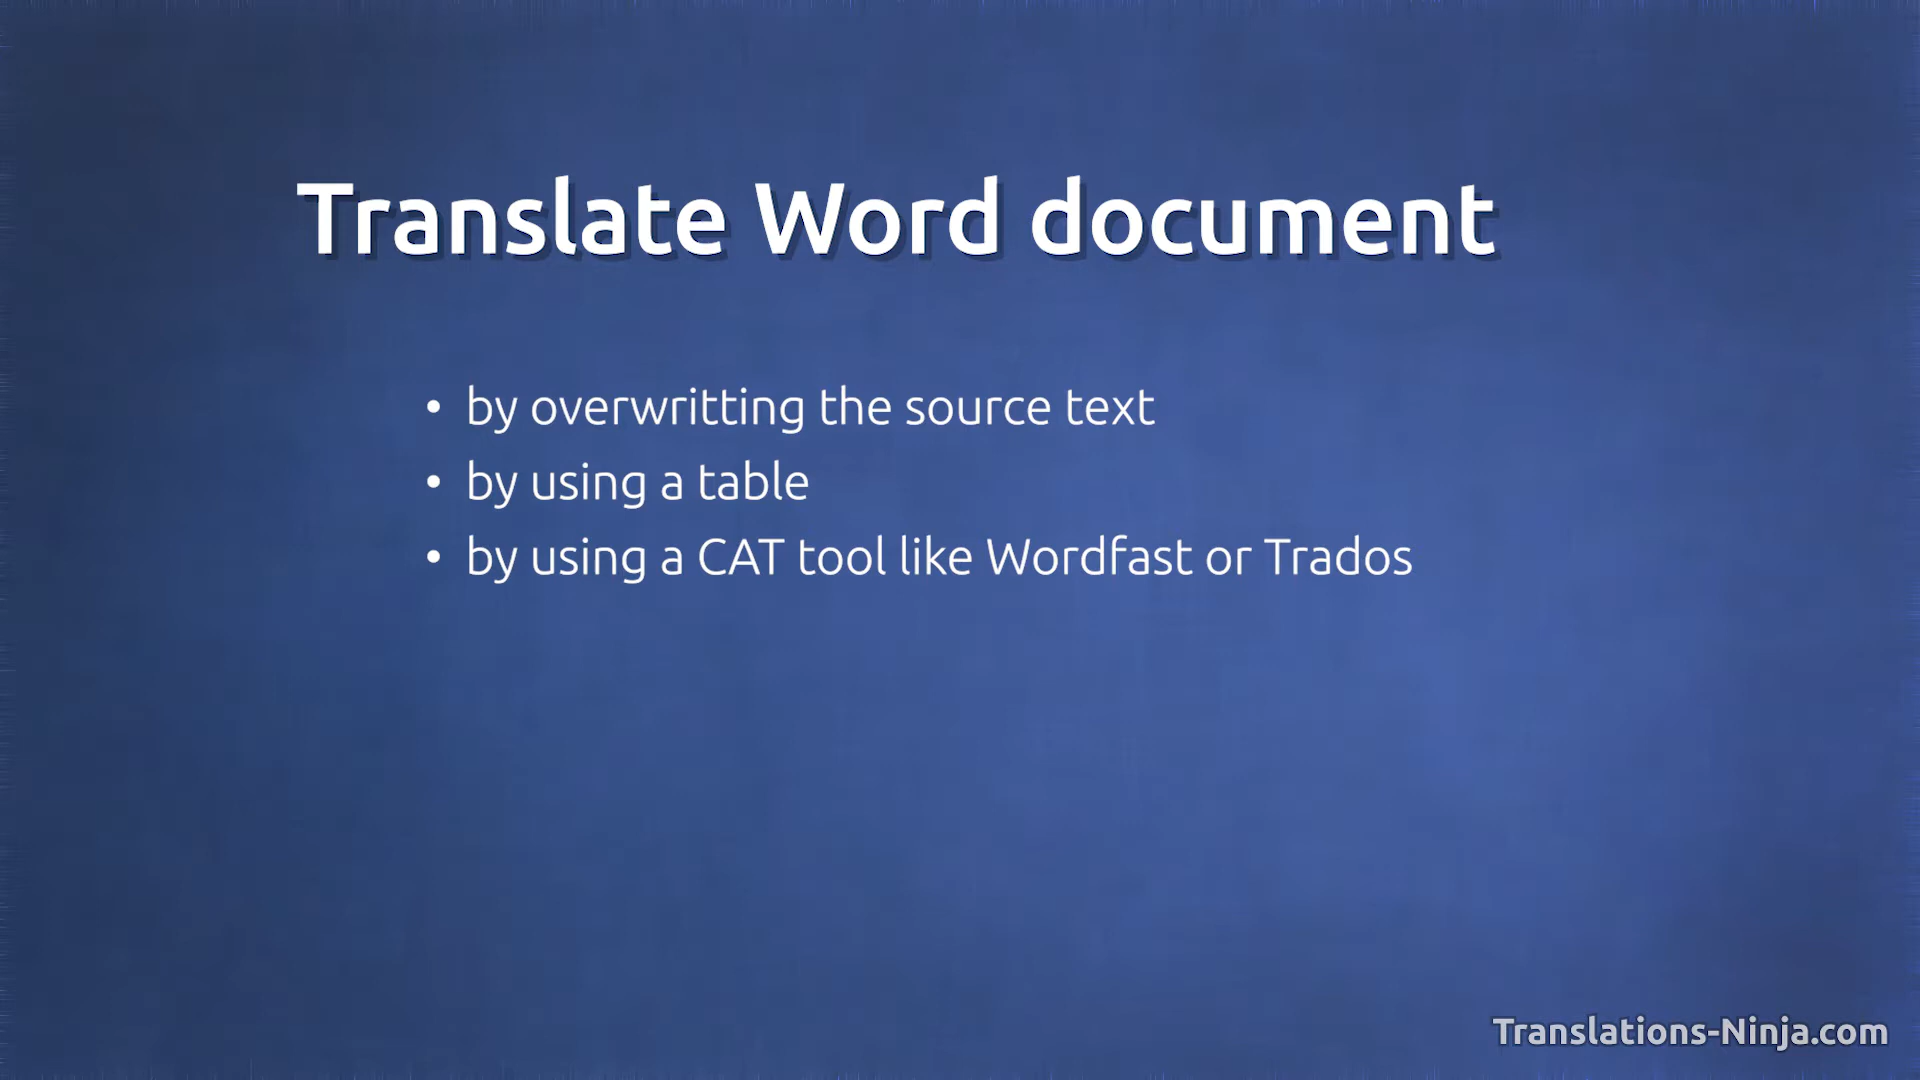 Translate Word document
• by overwritting the source text
• by using a table
• by using a CAT tool like Wordfast or Trados
Translations-Ninja.com